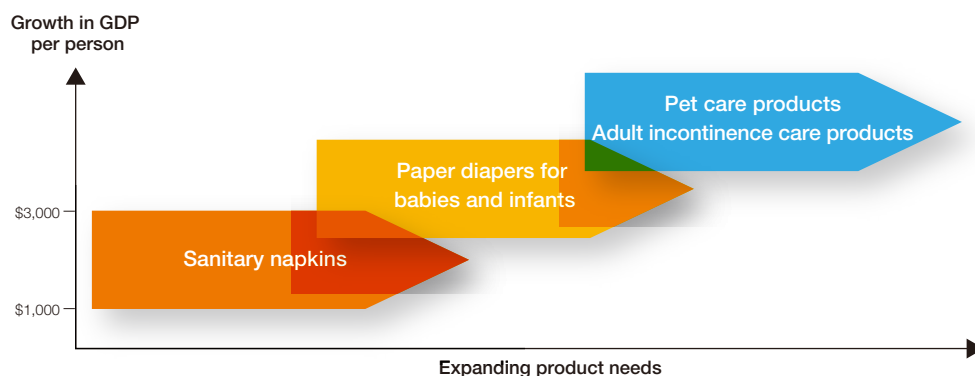 Growth in GDP
per person
Pet care products
Adult incontinence care products
Paper diapers for
babies and infants
$3,000
Sanitary napkins
$1,000
Expanding product needs